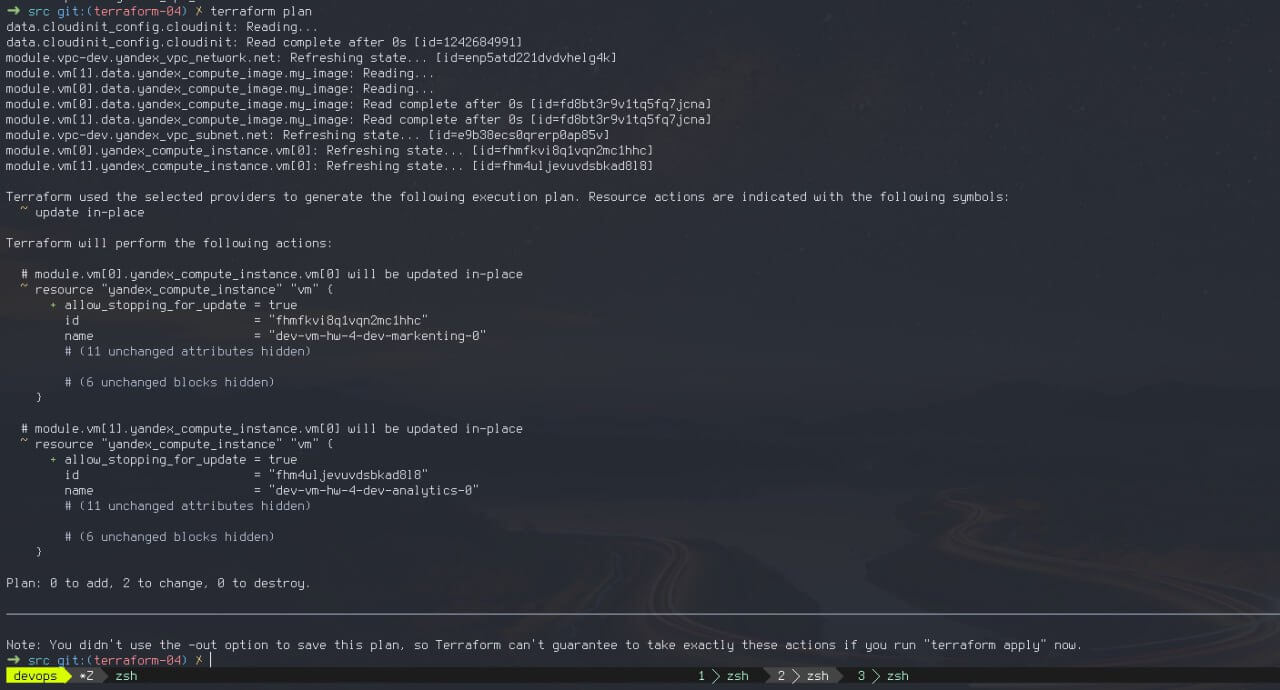 ➜ src git:(terraform-04) ✗ terraform plan
data.cloudinit_config.cloudinit: Reading...
data.cloudinit_config.cloudinit: Read complete after 0s [id=1242684991]
module.vpc-dev.yandex_vpc_network.net: Refreshing state... [id=enp5atd221dvdvhelg4k]
module.vm[1].data.yandex_compute_image.my_image: Reading...
module.vm[0].data.yandex_compute_image.my_image: Reading...
module.vm[0].data.yandex_compute_image.my_image: Read complete after 0s [id=fd8bt3r9v1tq5fq7jcna]
module.vm[1].data.yandex_compute_image.my_image: Read complete after 0s [id=fd8bt3r9v1tq5fq7jcna]
module.vpc-dev.yandex_vpc_subnet.net: Refreshing state... [id=e9b38ecs0qrerp0ap85v]
module.vm[0].yandex_compute_instance.vm[0]: Refreshing state... [id=fhmfkvi8q1vqn2mc1hhc]
module.vm[1].yandex_compute_instance.vm[0]: Refreshing state... [id=fhm4uljevuvdsbkad8l8]

Terraform used the selected providers to generate the following execution plan. Resource actions are indicated with the following symbols:
  ~ update in-place

Terraform will perform the following actions:

  # module.vm[0].yandex_compute_instance.vm[0] will be updated in-place
  ~ resource "yandex_compute_instance" "vm" {
      + allow_stopping_for_update = true
        id                        = "fhmfkvi8q1vqn2mc1hhc"
        name                      = "dev-vm-hw-4-dev-markenting-0"
        # (11 unchanged attributes hidden)

        # (6 unchanged blocks hidden)
    }

  # module.vm[1].yandex_compute_instance.vm[0] will be updated in-place
  ~ resource "yandex_compute_instance" "vm" {
      + allow_stopping_for_update = true
        id                        = "fhm4uljevuvdsbkad8l8"
        name                      = "dev-vm-hw-4-dev-analytics-0"
        # (11 unchanged attributes hidden)

        # (6 unchanged blocks hidden)
    }

Plan: 0 to add, 2 to change, 0 to destroy.

Note: You didn't use the -out option to save this plan, so Terraform can't guarantee to take exactly these actions if you run "terraform apply" now.
➜ src git:(terraform-04) ✗
devops *Z zsh 1 zsh 2 zsh 3 zsh